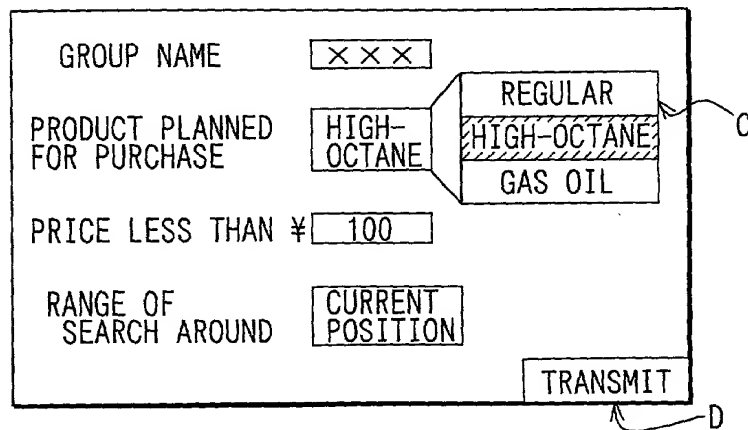 GROUP NAME
×××
PRODUCT PLANNED
FOR PURCHASE
HIGH-
OCTANE
REGULAR
HIGH-OCTANE
GAS OIL
C
PRICE LESS THAN ¥ 100
RANGE OF
SEARCH AROUND
CURRENT
POSITION
TRANSMIT
D